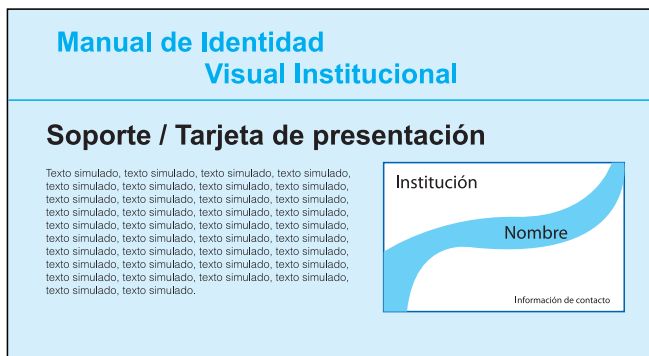 Manual de Identidad
Visual Institucional
Soporte / Tarjeta de presentación
Texto simulado, texto simulado, texto simulado, texto simulado,
texto simulado, texto simulado, texto simulado, texto simulado,
texto simulado, texto simulado, texto simulado, texto simulado,
texto simulado, texto simulado, texto simulado, texto simulado,
texto simulado, texto simulado, texto simulado, texto simulado,
texto simulado, texto simulado, texto simulado, texto simulado,
texto simulado, texto simulado, texto simulado, texto simulado,
texto simulado, texto simulado, texto simulado, texto simulado,
texto simulado, texto simulado, texto simulado, texto simulado,
texto simulado, texto simulado.
Institución
Nombre
Información de contacto